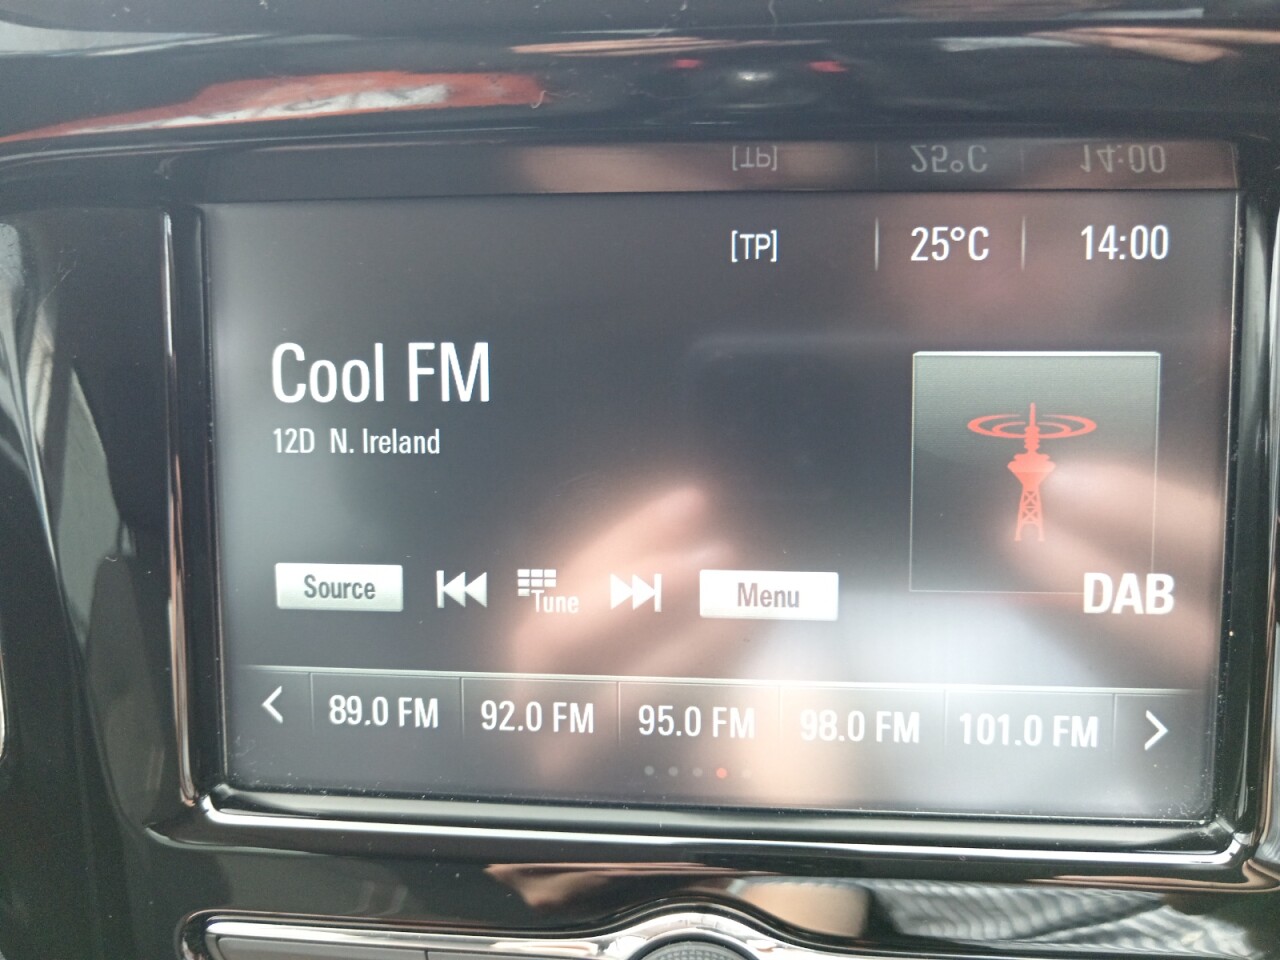 [TP] 25°C 14:00
Cool FM
12D N. Ireland
DAB
Source Tune Menu
89.0 FM 92.0 FM 95.0 FM 98.0 FM 101.0 FM